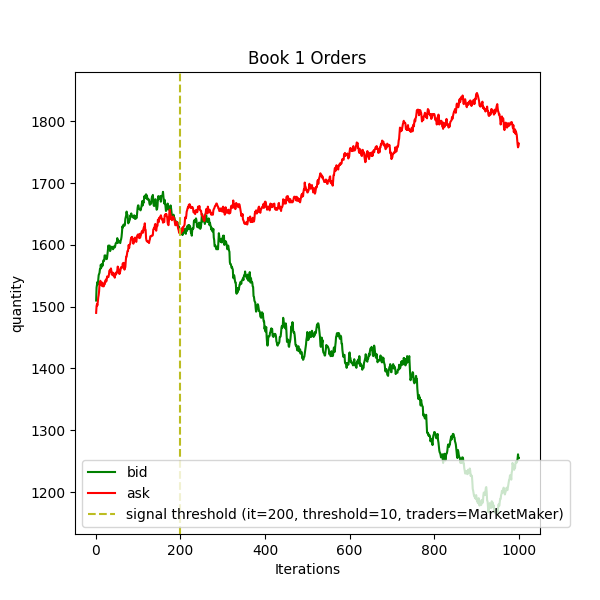 Book 1 Orders
quantity
1800
1700
1600
1500
1400
1300
1200
bid
ask
signal threshold (it=200, threshold=10, traders=MarketMaker)
0 200 400 600 800 1000
Iterations